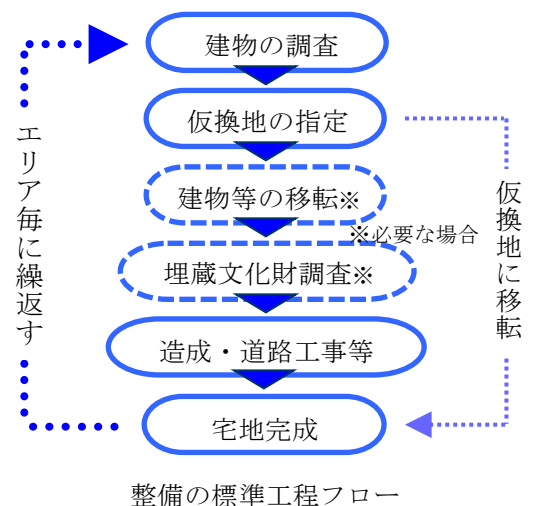 建物の調査
仮換地の指定
建物等の移転※
※必要な場合
埋蔵文化財調査※
造成・道路工事等
宅地完成
エリア毎に繰返す
仮換地に移転
整備の標準工程フロー